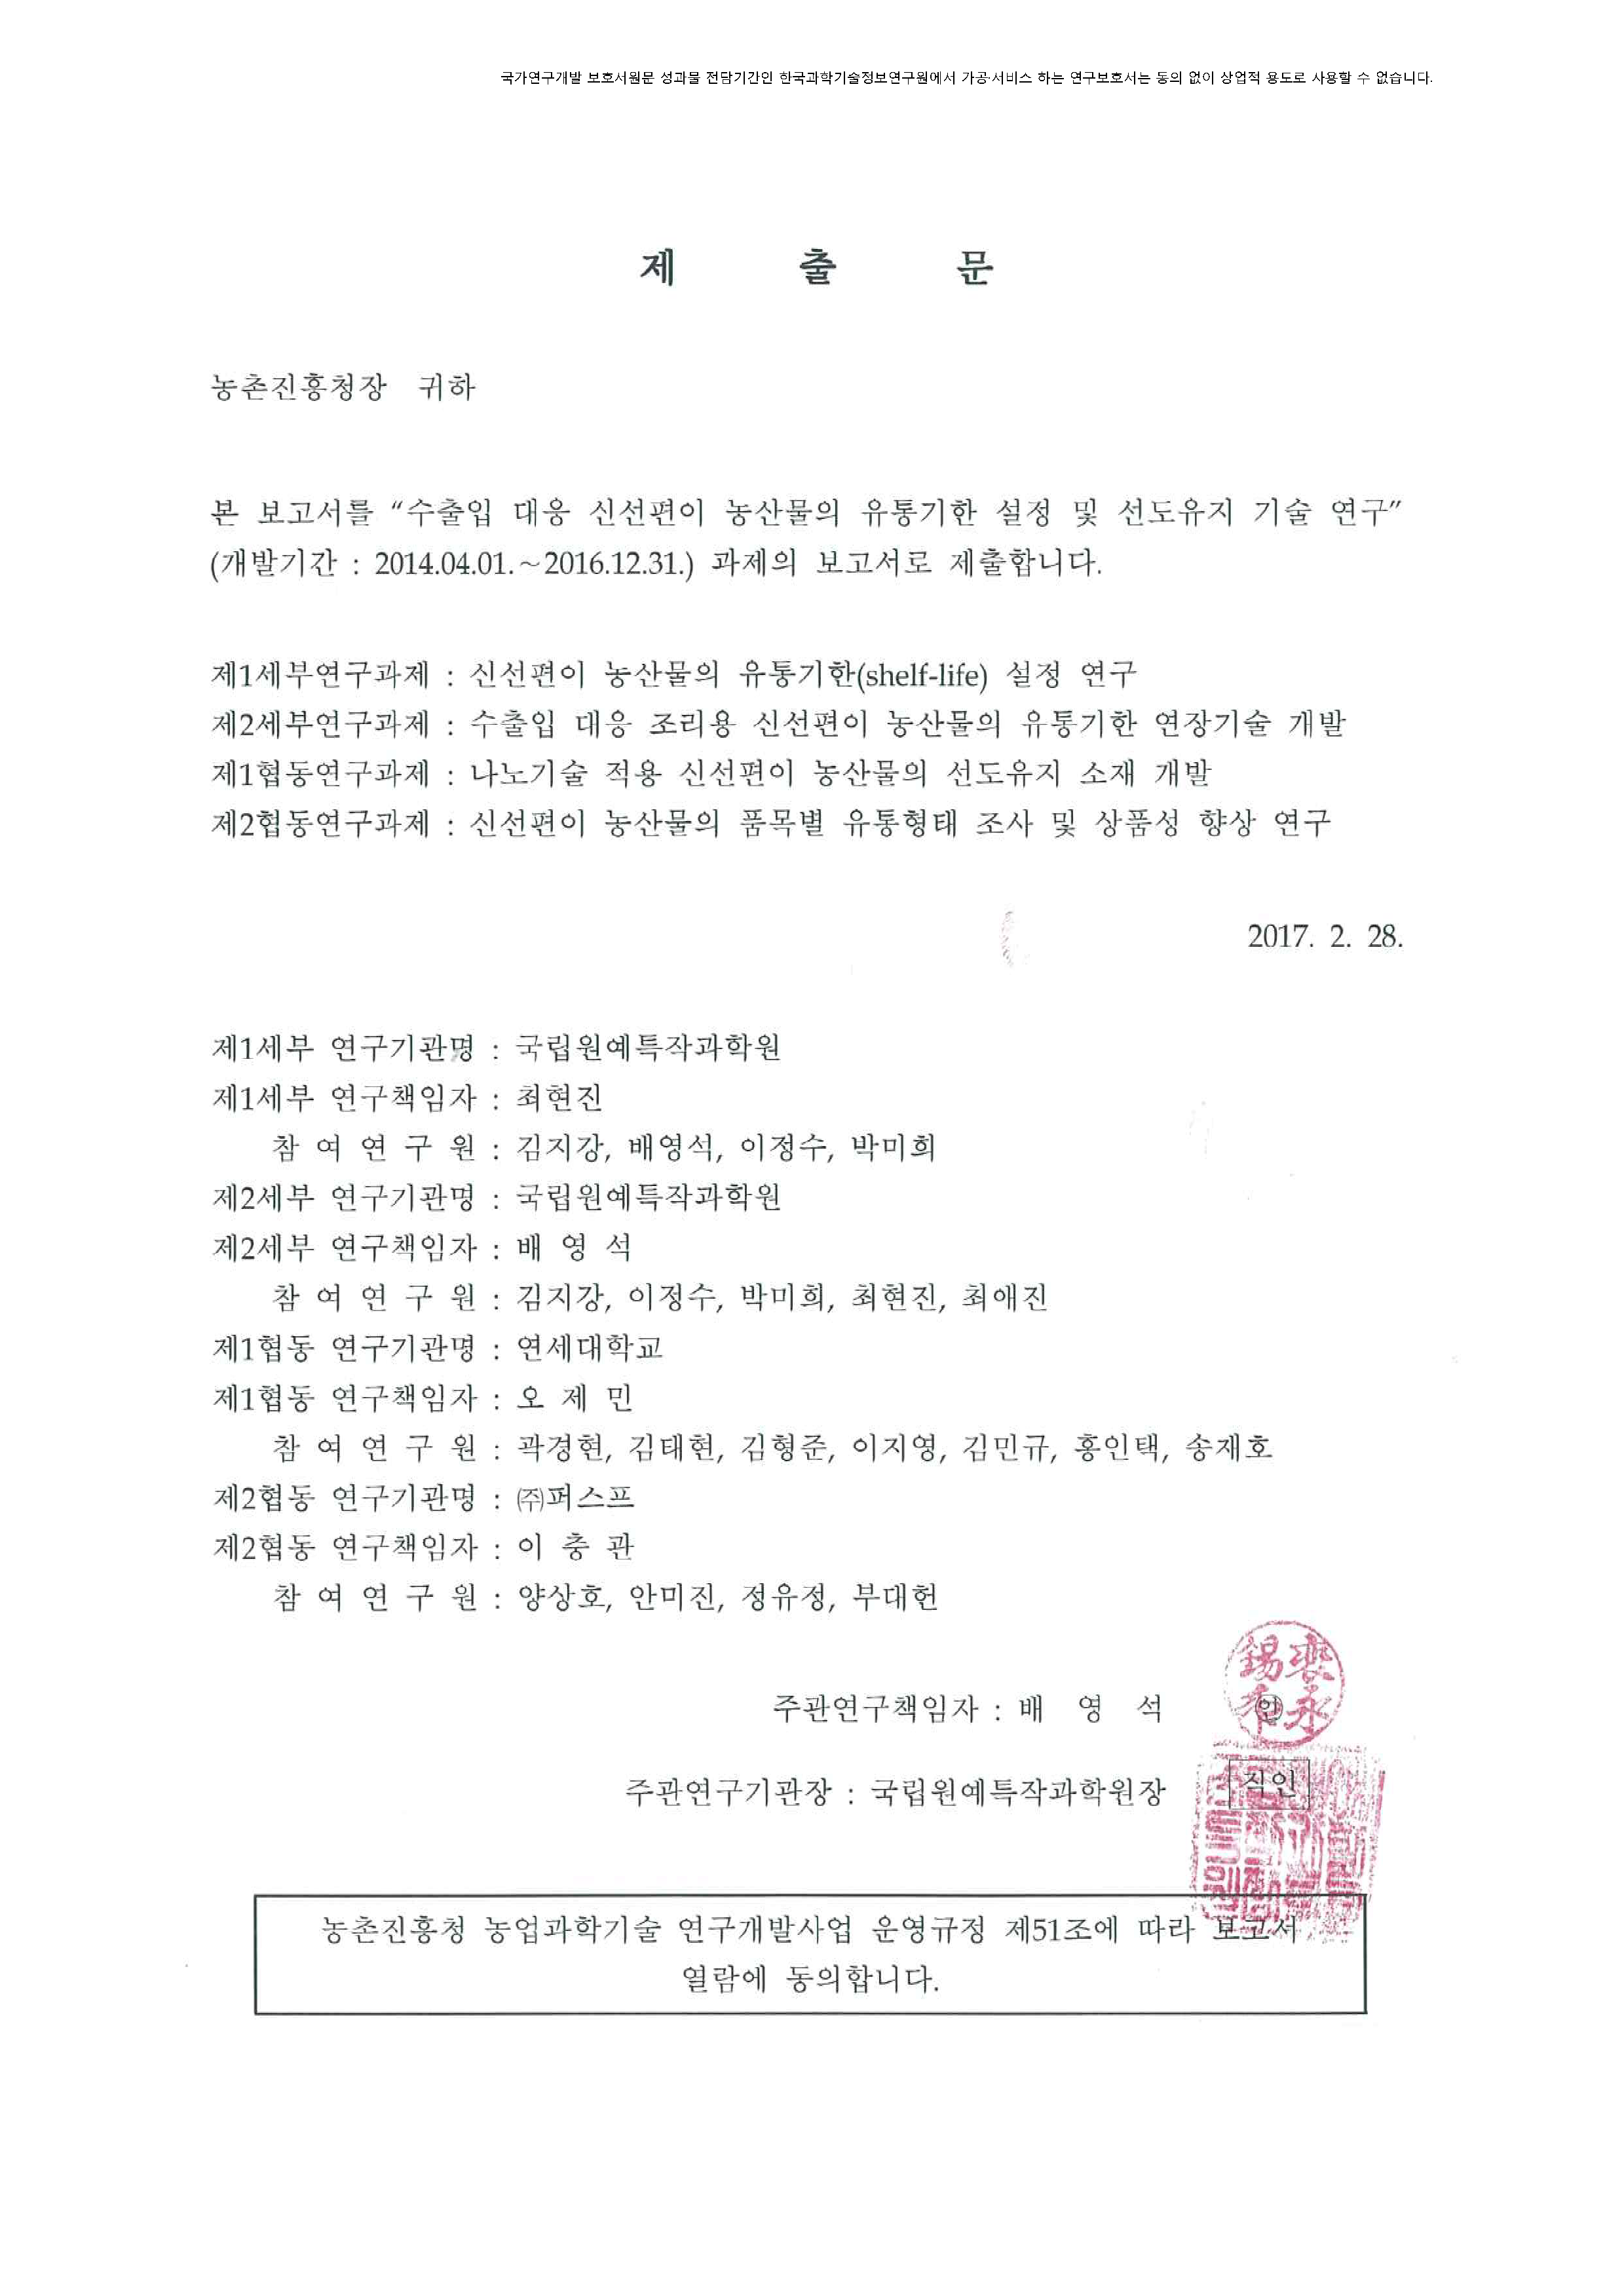 국가연구개발 보호서원문 성과물 전담기간인 한국과학기술정보연구원에서 가공·서비스 하는 연구보호서는 동의 없이 상업적 용도로 사용할 수 없습니다.
제 출 문
농촌진흥청장 귀하
본 보고서를 “수출입 대응 신선편이 농산물의 유통기한 설정 및 선도유지 기술 연구”
(개발기간 : 2014.04.01.~2016.12.31.) 과제의 보고서로 제출합니다.
제1세부연구과제 : 신선편이 농산물의 유통기한(shelf-life) 설정 연구
제2세부연구과제 : 수출입 대응 조리용 신선편이 농산물의 유통기한 연장기술 개발
제1협동연구과제 : 나노기술 적용 신선편이 농산물의 선도유지 소재 개발
제2협동연구과제 : 신선편이 농산물의 품목별 유통형태 조사 및 상품성 향상 연구
2017. 2. 28.
제1세부 연구기관명 : 국립원예특작과학원
제1세부 연구책임자 : 최현진
참 여 연 구 원 : 김지강, 배영석, 이정수, 박미희
제2세부 연구기관명 : 국립원예특작과학원
제2세부 연구책임자 : 배 영 석
참 여 연 구 원 : 김지강, 이정수, 박미희, 최현진, 최애진
제1협동 연구기관명 : 연세대학교
제1협동 연구책임자 : 오 제 민
참 여 연 구 원 : 곽경현, 김태현, 김형준, 이지영, 김민규, 홍인택, 송재호
제2협동 연구기관명 : ㈜퍼스프
제2협동 연구책임자 : 이 충 관
참 여 연 구 원 : 양상호, 안미진, 정유정, 부대헌
주관연구책임자 : 배 영 석 ㊞
주관연구기관장 : 국립원예특작과학원장 직인
농촌진흥청 농업과학기술 연구개발사업 운영규정 제51조에 따라 보고서
열람에 동의합니다.